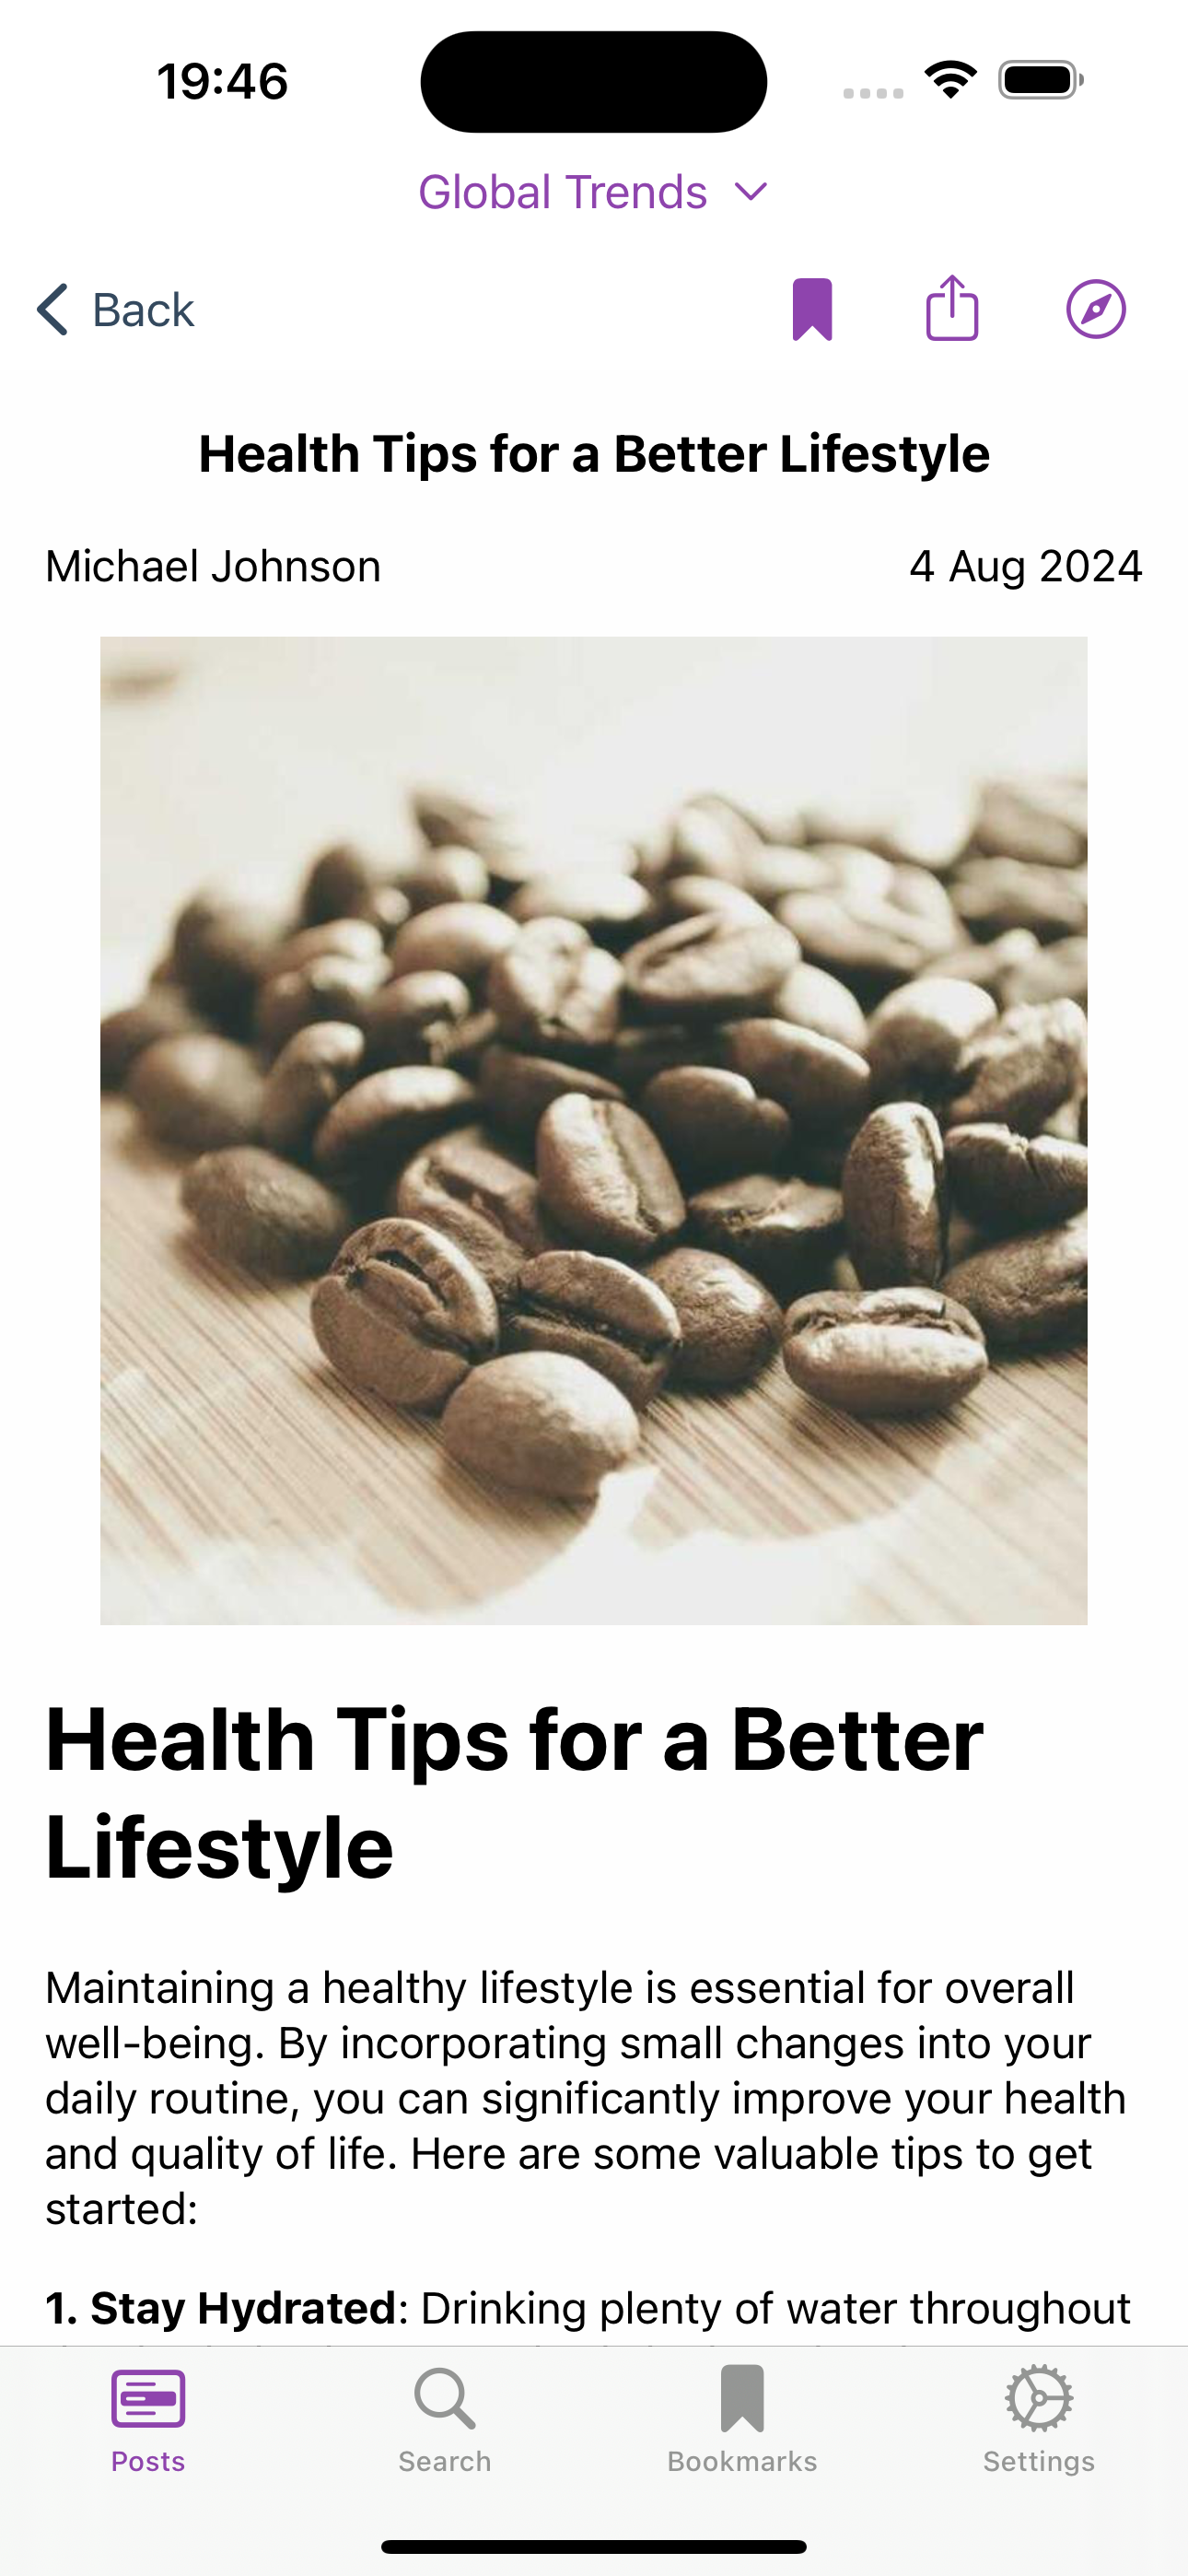 19:46
Global Trends
Back
Health Tips for a Better Lifestyle
Michael Johnson
4 Aug 2024
Health Tips for a Better
Lifestyle
Maintaining a healthy lifestyle is essential for overall
well-being. By incorporating small changes into your
daily routine, you can significantly improve your health
and quality of life. Here are some valuable tips to get
started:
1. Stay Hydrated: Drinking plenty of water throughout
Posts
Search
Bookmarks
Settings